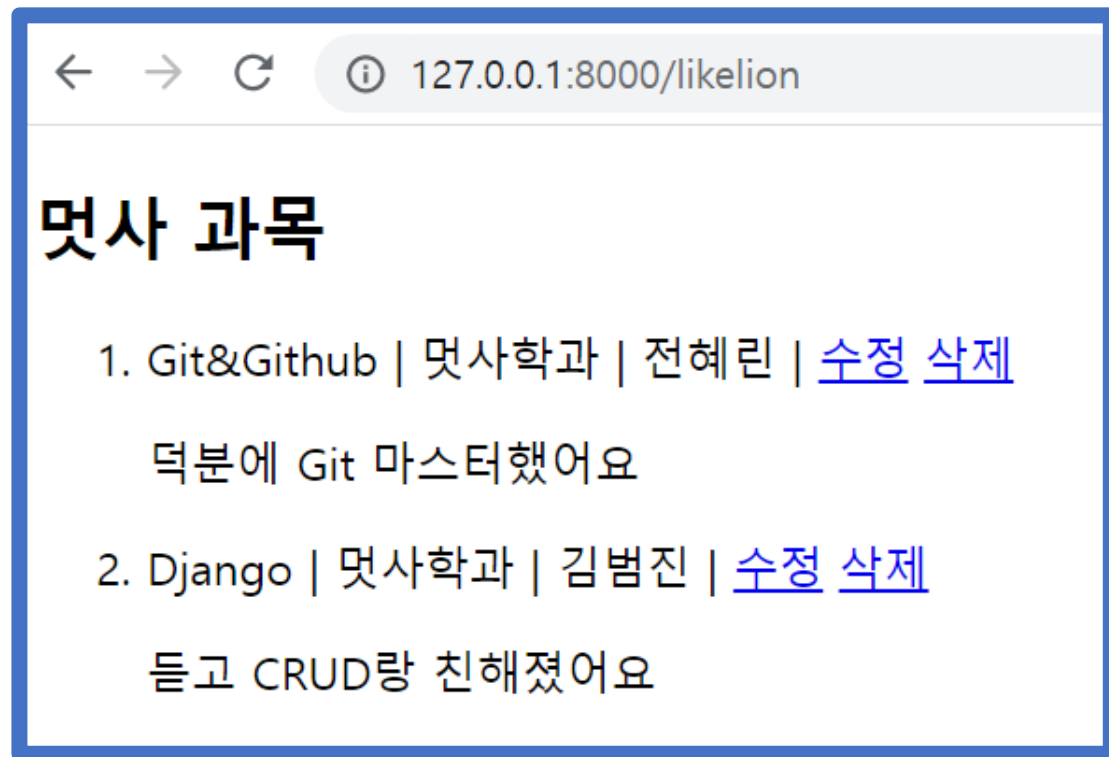 127.0.0.1:8000/likelion
멋사 과목
1. Git&Github | 멋사학과 | 전혜린 | 수정 삭제
덕분에 Git 마스터했어요
2. Django | 멋사학과 | 김범진 | 수정 삭제
듣고 CRUD랑 친해졌어요